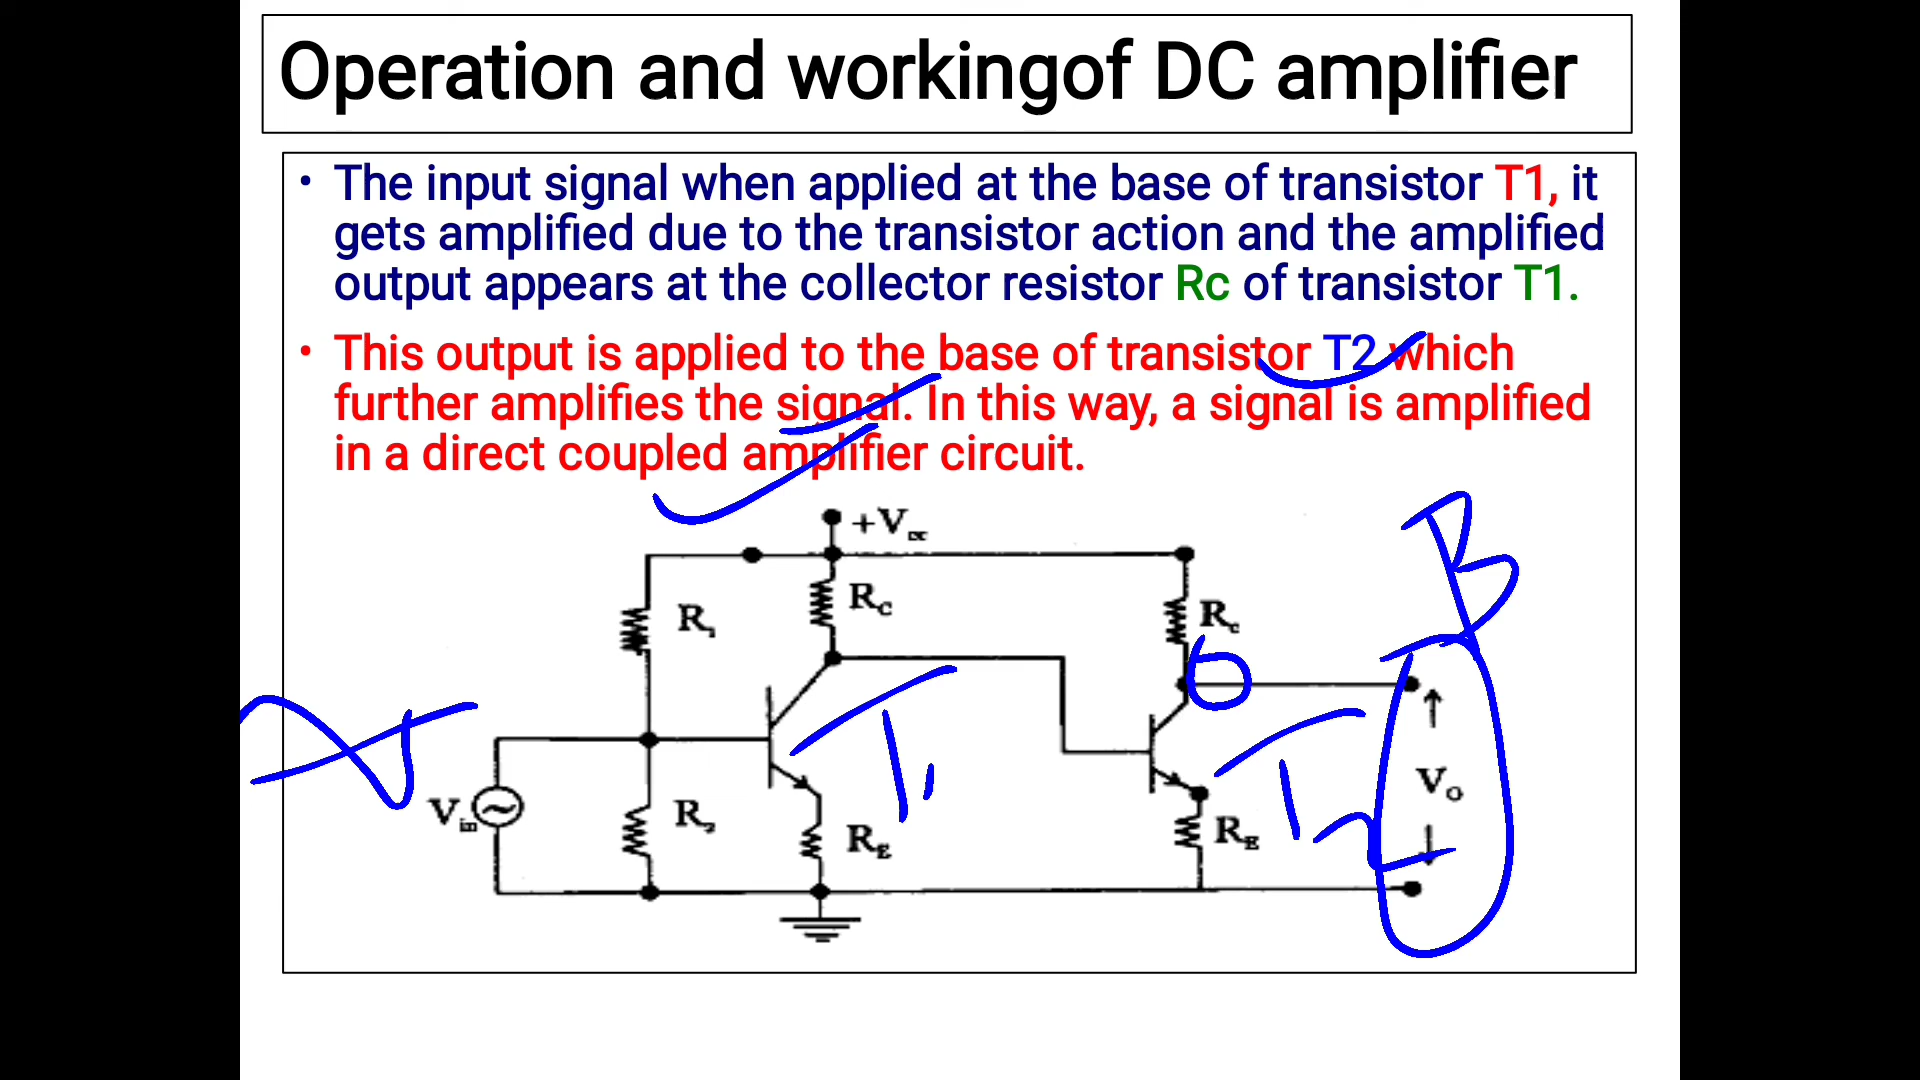 Operation and workingof DC amplifier
• The input signal when applied at the base of transistor T1, it
gets amplified due to the transistor action and the amplified
output appears at the collector resistor Rc of transistor T1.
• This output is applied to the base of transistor T2 which
further amplifies the signal. In this way, a signal is amplified
in a direct coupled amplifier circuit.
+Vcc
R1
Rc
Rc
T1
T2
Vin
R2
RE
RE
Vo
B